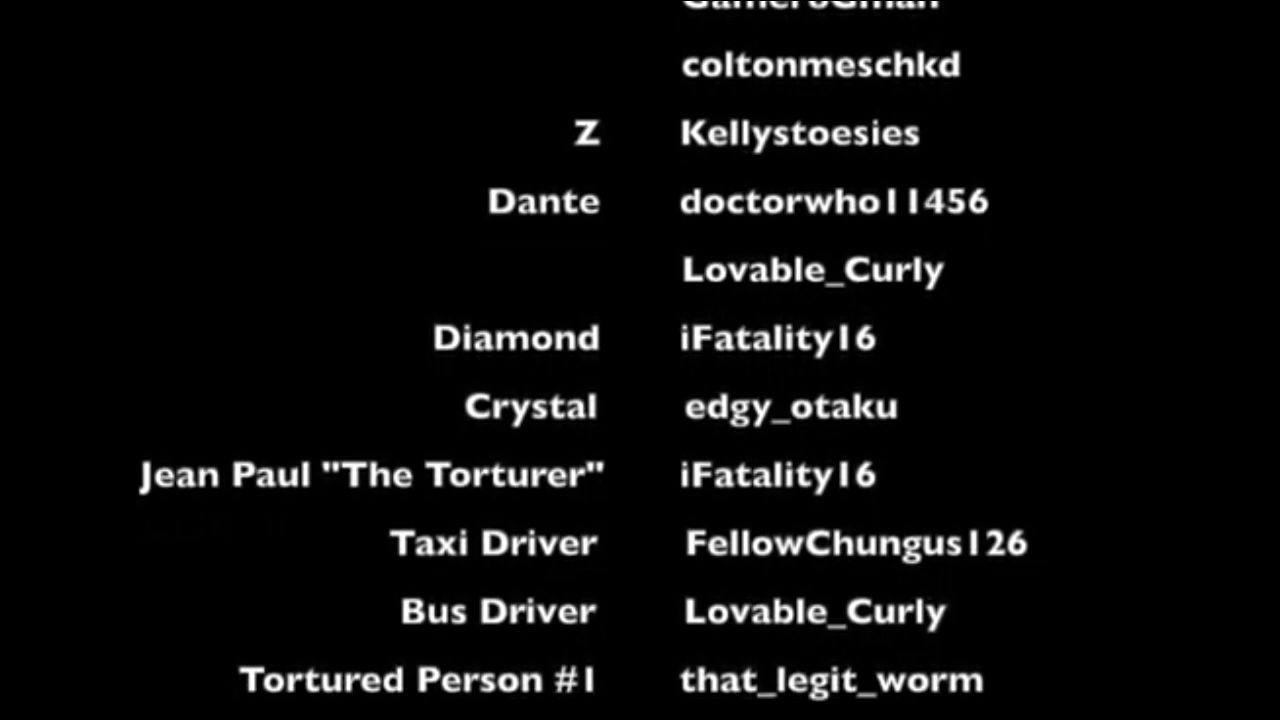 coltonmeschkd
Z Kellystoesies
Dante doctorwho11456
Lovable_Curly
Diamond iFatality16
Crystal edgy_otaku
Jean Paul "The Torturer" iFatality16
Taxi Driver FellowChungus126
Bus Driver Lovable_Curly
Tortured Person #1 that_legit_worm